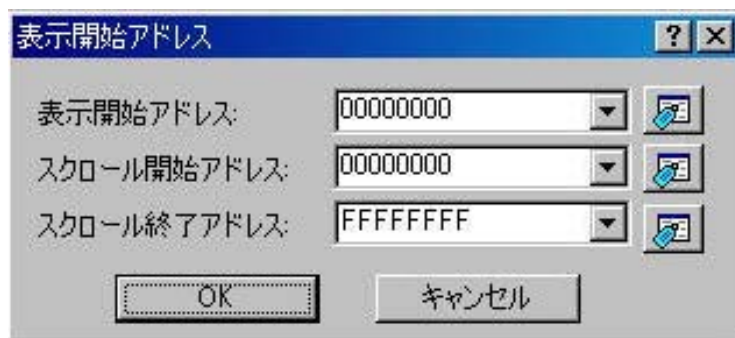 表示開始アドレス
表示開始アドレス: 00000000
スクロール開始アドレス: 00000000
スクロール終了アドレス: FFFFFFFF
OK キャンセル